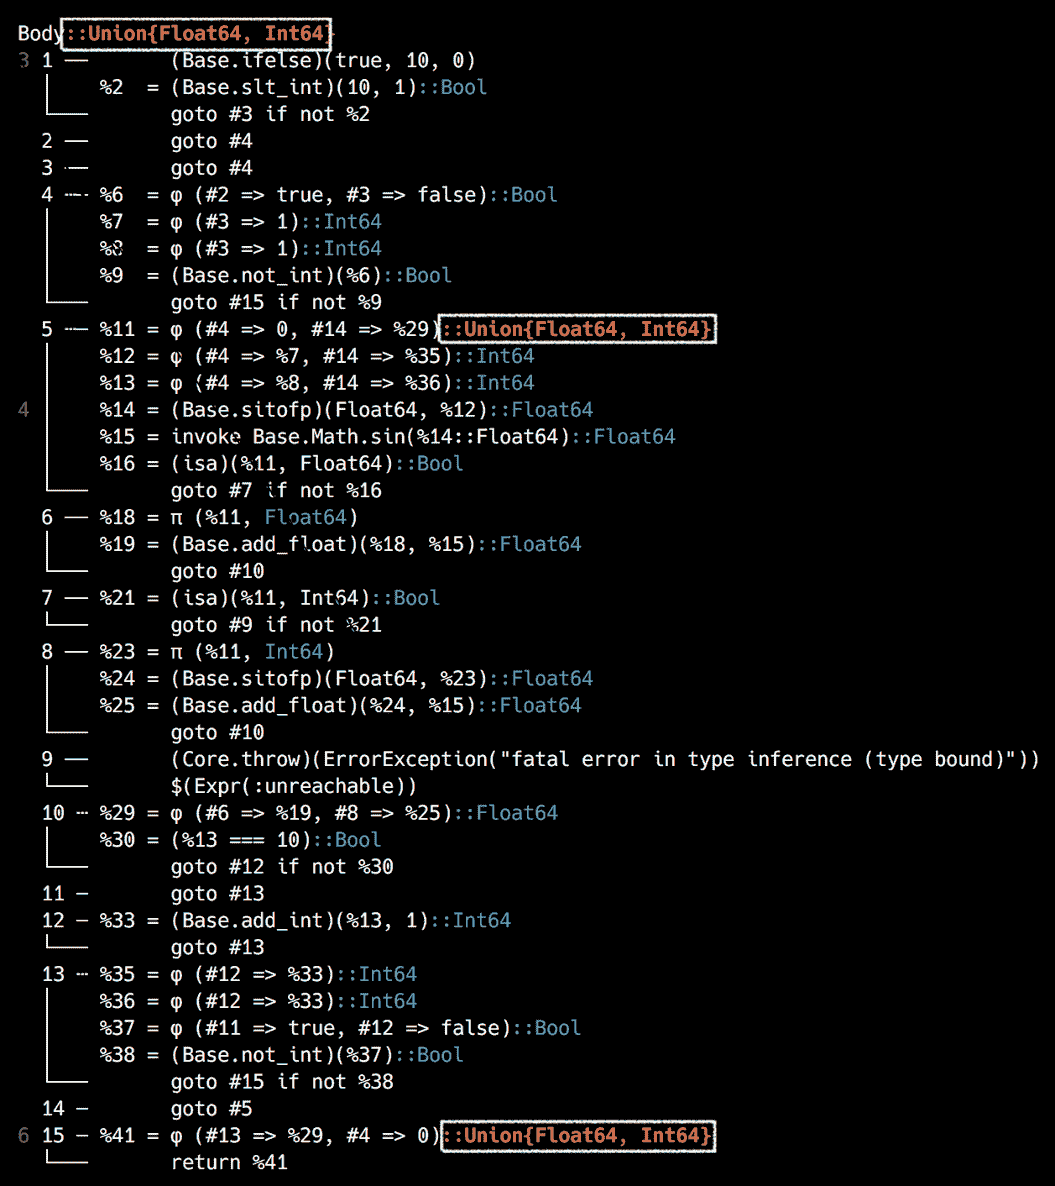 Body::Union{Float64, Int64}
3 1 ── (Base.ifelse)(true, 10, 0)
%2 = (Base.slt_int)(10, 1)::Bool
goto #3 if not %2
2 ── goto #4
3 ── goto #4
4 ┄─ %6 = φ (#2 => true, #3 => false)::Bool
%7 = φ (#3 => 1)::Int64
%8 = φ (#3 => 1)::Int64
%9 = (Base.not_int)(%6)::Bool
goto #15 if not %9
5 ┄─ %11 = φ (#4 => 0, #14 => %29)::Union{Float64, Int64}
%12 = φ (#4 => %7, #14 => %35)::Int64
%13 = φ (#4 => %8, #14 => %36)::Int64
4 %14 = (Base.sitofp)(Float64, %12)::Float64
%15 = invoke Base.Math.sin(%14::Float64)::Float64
%16 = (isa)(%11, Float64)::Bool
goto #7 if not %16
6 ── %18 = π (%11, Float64)
%19 = (Base.add_float)(%18, %15)::Float64
goto #10
7 ── %21 = (isa)(%11, Int64)::Bool
goto #9 if not %21
8 ── %23 = π (%11, Int64)
%24 = (Base.sitofp)(Float64, %23)::Float64
%25 = (Base.add_float)(%24, %15)::Float64
goto #10
9 ── (Core.throw)(ErrorException("fatal error in type inference (type bound)"))
$(Expr(:unreachable))
10 ┄ %29 = φ (#6 => %19, #8 => %25)::Float64
%30 = (%13 === 10)::Bool
goto #12 if not %30
11 ─ goto #13
12 ─ %33 = (Base.add_int)(%13, 1)::Int64
goto #13
13 ┄ %35 = φ (#12 => %33)::Int64
%36 = φ (#12 => %33)::Int64
%37 = φ (#11 => true, #12 => false)::Bool
%38 = (Base.not_int)(%37)::Bool
goto #15 if not %38
14 ─ goto #5
6 15 ─ %41 = φ (#13 => %29, #4 => 0)::Union{Float64, Int64}
return %41